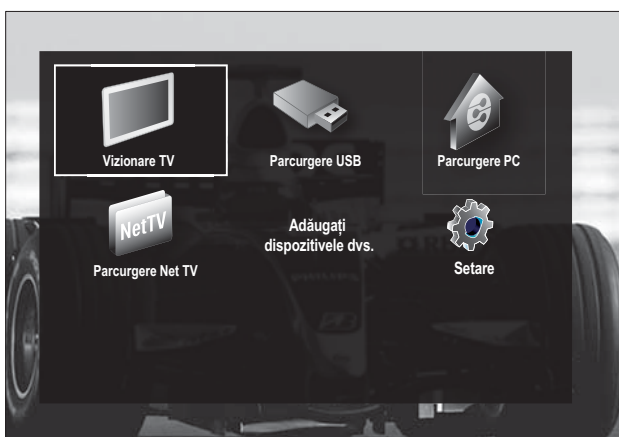 Vizionare TV
Parcurgere USB
Parcurgere PC
NetTV
Parcurgere Net TV
Adăugați
dispozitivele dvs.
Setare